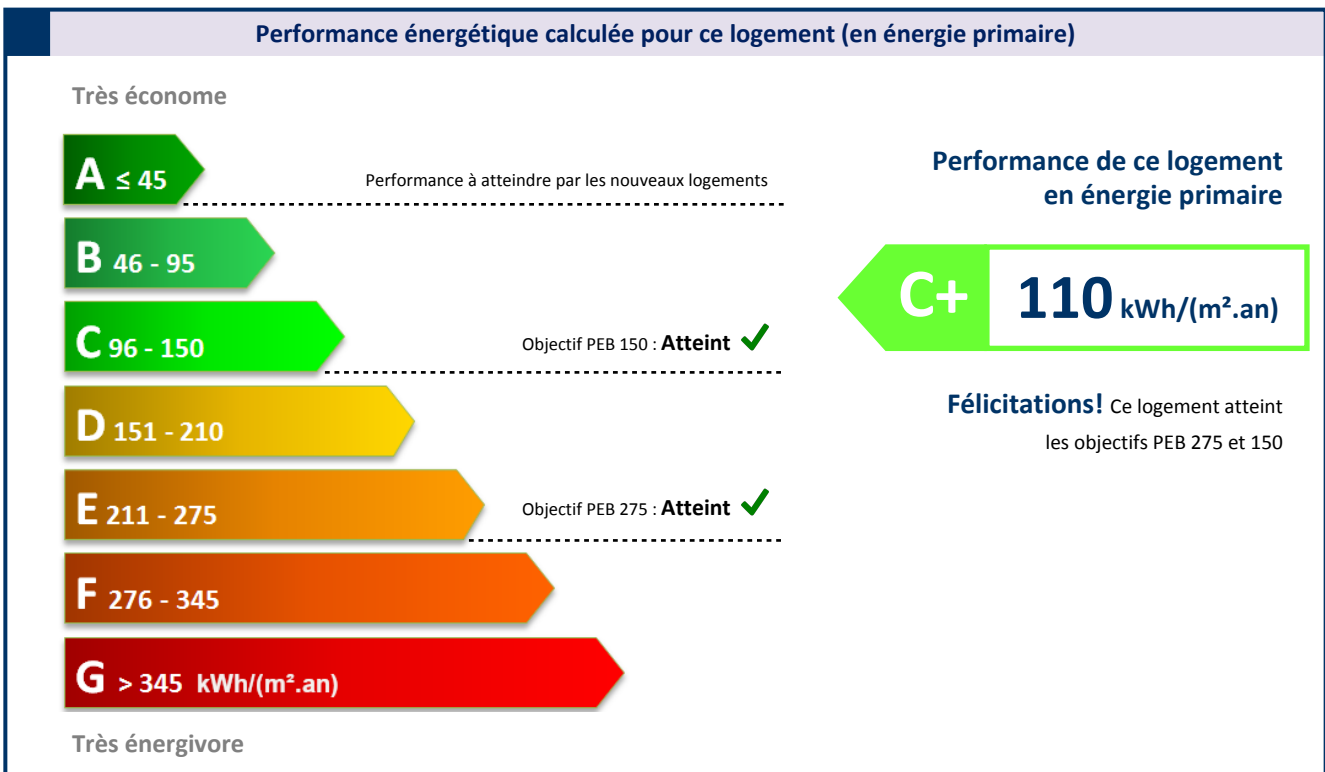 Performance énergétique calculée pour ce logement (en énergie primaire)
Très économe
A ≤ 45
Performance à atteindre par les nouveaux logements
B 46 - 95
C 96 - 150
Objectif PEB 150 : Atteint ✔
D 151 - 210
E 211 - 275
Objectif PEB 275 : Atteint ✔
F 276 - 345
G > 345 kWh/(m².an)
Très énergivore
Performance de ce logement
en énergie primaire
C+ 110 kWh/(m².an)
Félicitations! Ce logement atteint
les objectifs PEB 275 et 150